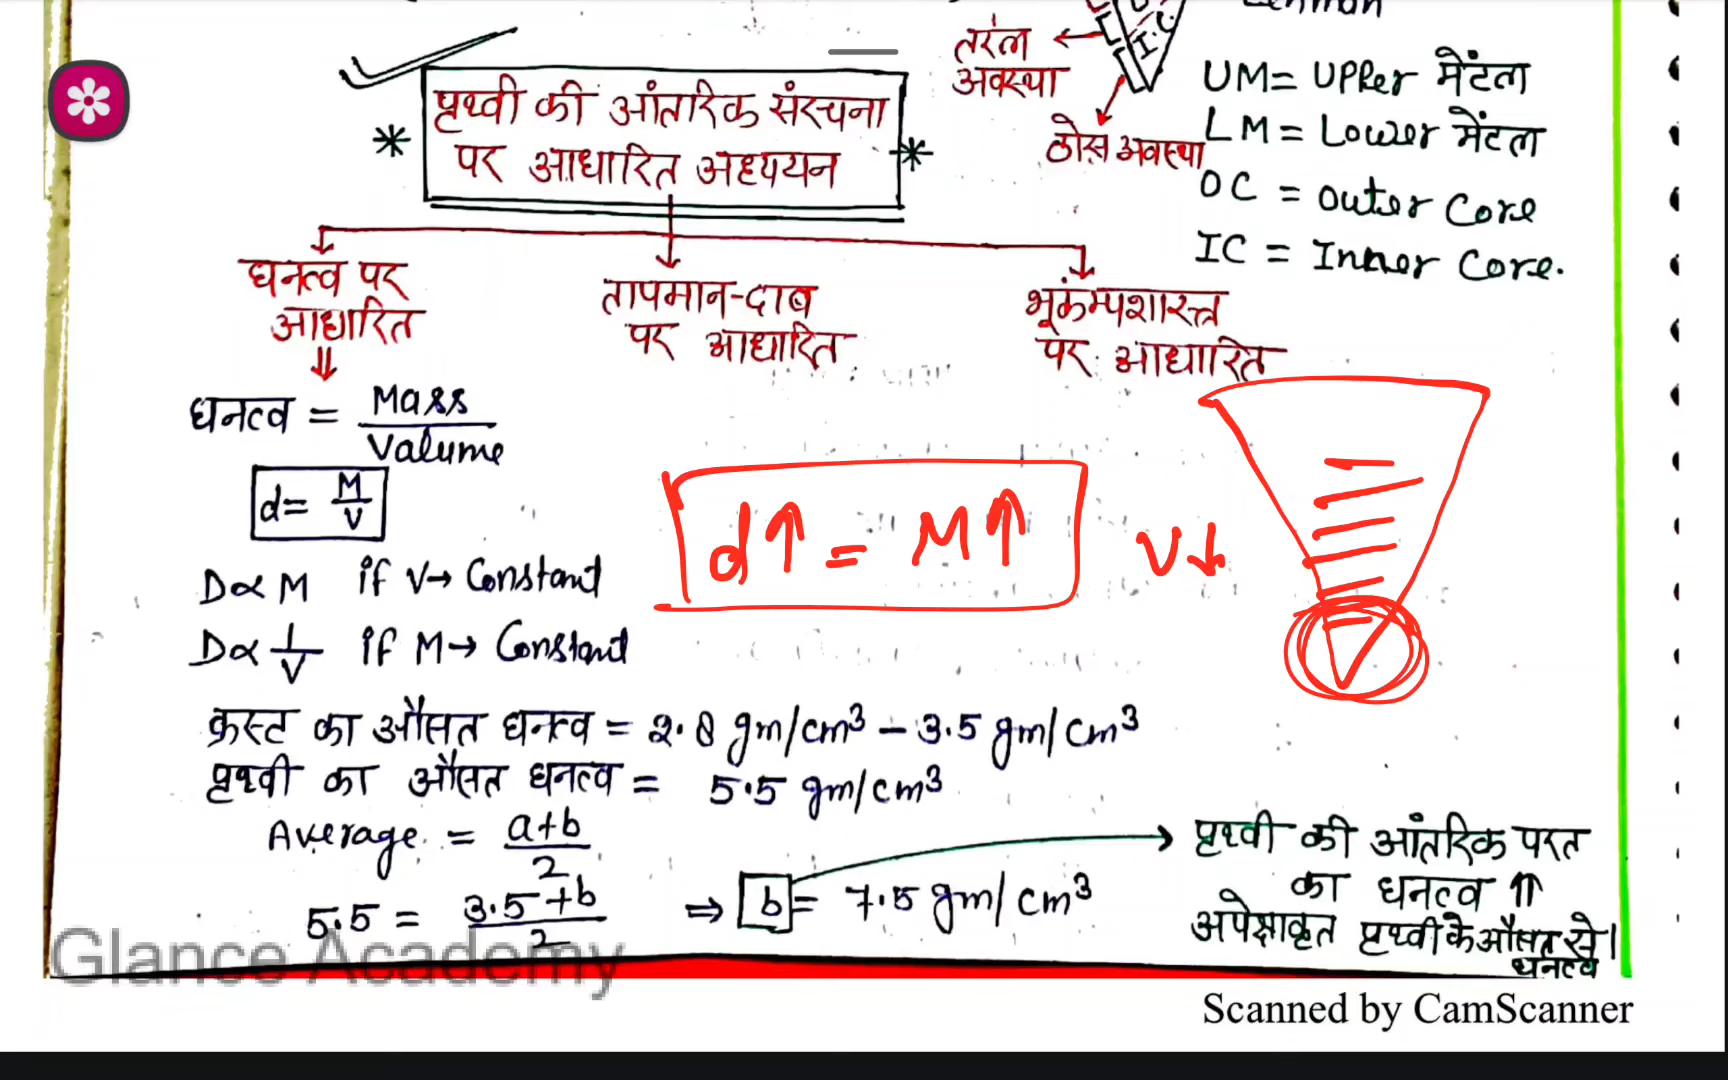 तरल
अवस्था
ठोस अवस्था
UM = UPPer मेंटल
LM = Lower मेंटल
OC = outer Core
IC = Inner Core.
पृथ्वी की आंतरिक संरचना
* पर आधारित अध्ययन *
घनत्व पर
आधारित
तापमान-दाब
पर आधारित
भूकंम्पशास्त्र
पर आधारित
घनत्व = Mass
Valume
d = M
V
d↑ = M↑ V↓
D∝ M if V→ Constant
D∝ 1/V if M→ Constant
क्रस्ट का औसत घनत्व = 2.8 gm/cm³ – 3.5 gm/cm³
पृथ्वी का औसत घनत्व = 5.5 gm/cm³
Average = a+b
2
5.5 = 3.5+b
2
⇒ b = 7.5 gm/cm³
पृथ्वी की आंतरिक परत
का घनत्व ⇑
अपेक्षाकृत पृथ्वी के औसत से।
घनत्व
Glance Academy
Scanned by CamScanner